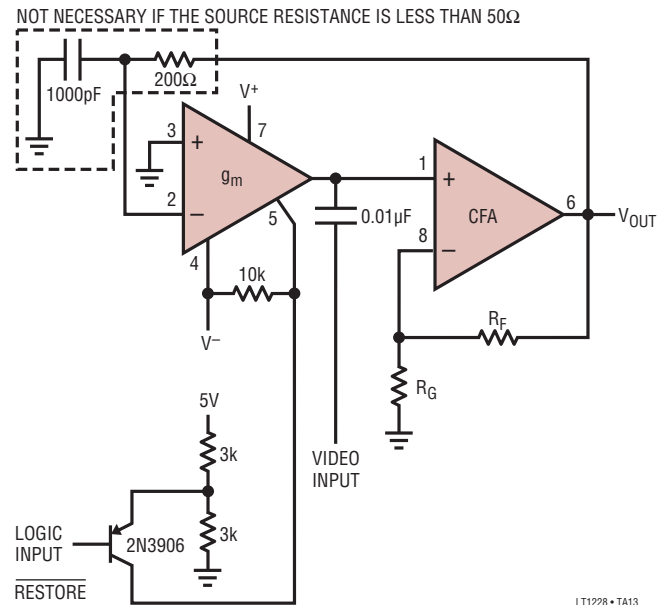 NOT NECESSARY IF THE SOURCE RESISTANCE IS LESS THAN 50Ω
1000pF
200Ω
V+
3
+
7
gm
1
+
2
–
5
0.01µF
CFA
6
VOUT
8
–
4
10k
V–
RF
RG
5V
3k
VIDEO
INPUT
LOGIC
INPUT
2N3906
3k
RESTORE
LT1228 • TA13